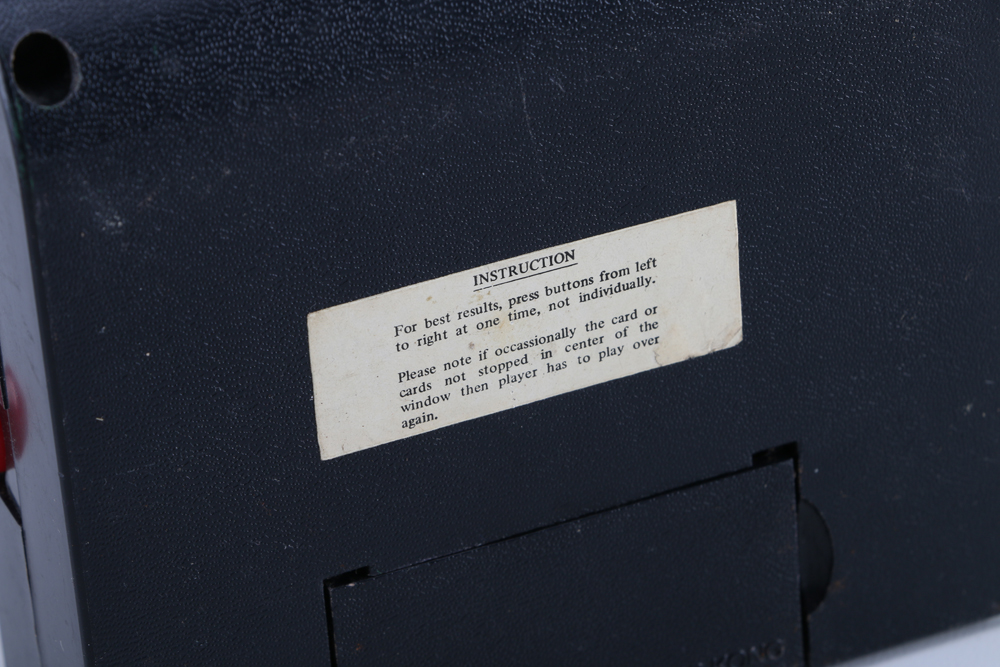 INSTRUCTION
For best results, press buttons from left
to right at one time, not individually.
Please note if occassionally the card or
cards not stopped in center of the
window then player has to play over
again.